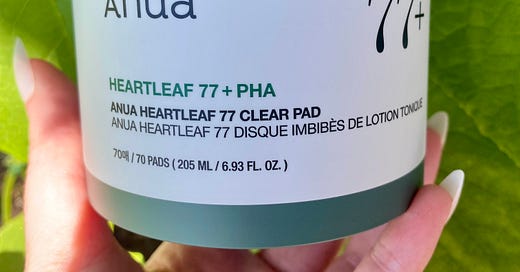 Anua
77+
HEARTLEAF 77 + PHA
ANUA HEARTLEAF 77 CLEAR PAD
ANUA HEARTLEAF 77 DISQUE IMBIBÈS DE LOTION TONIQUE
70매 / 70 PADS ( 205 ML / 6.93 FL. OZ. )